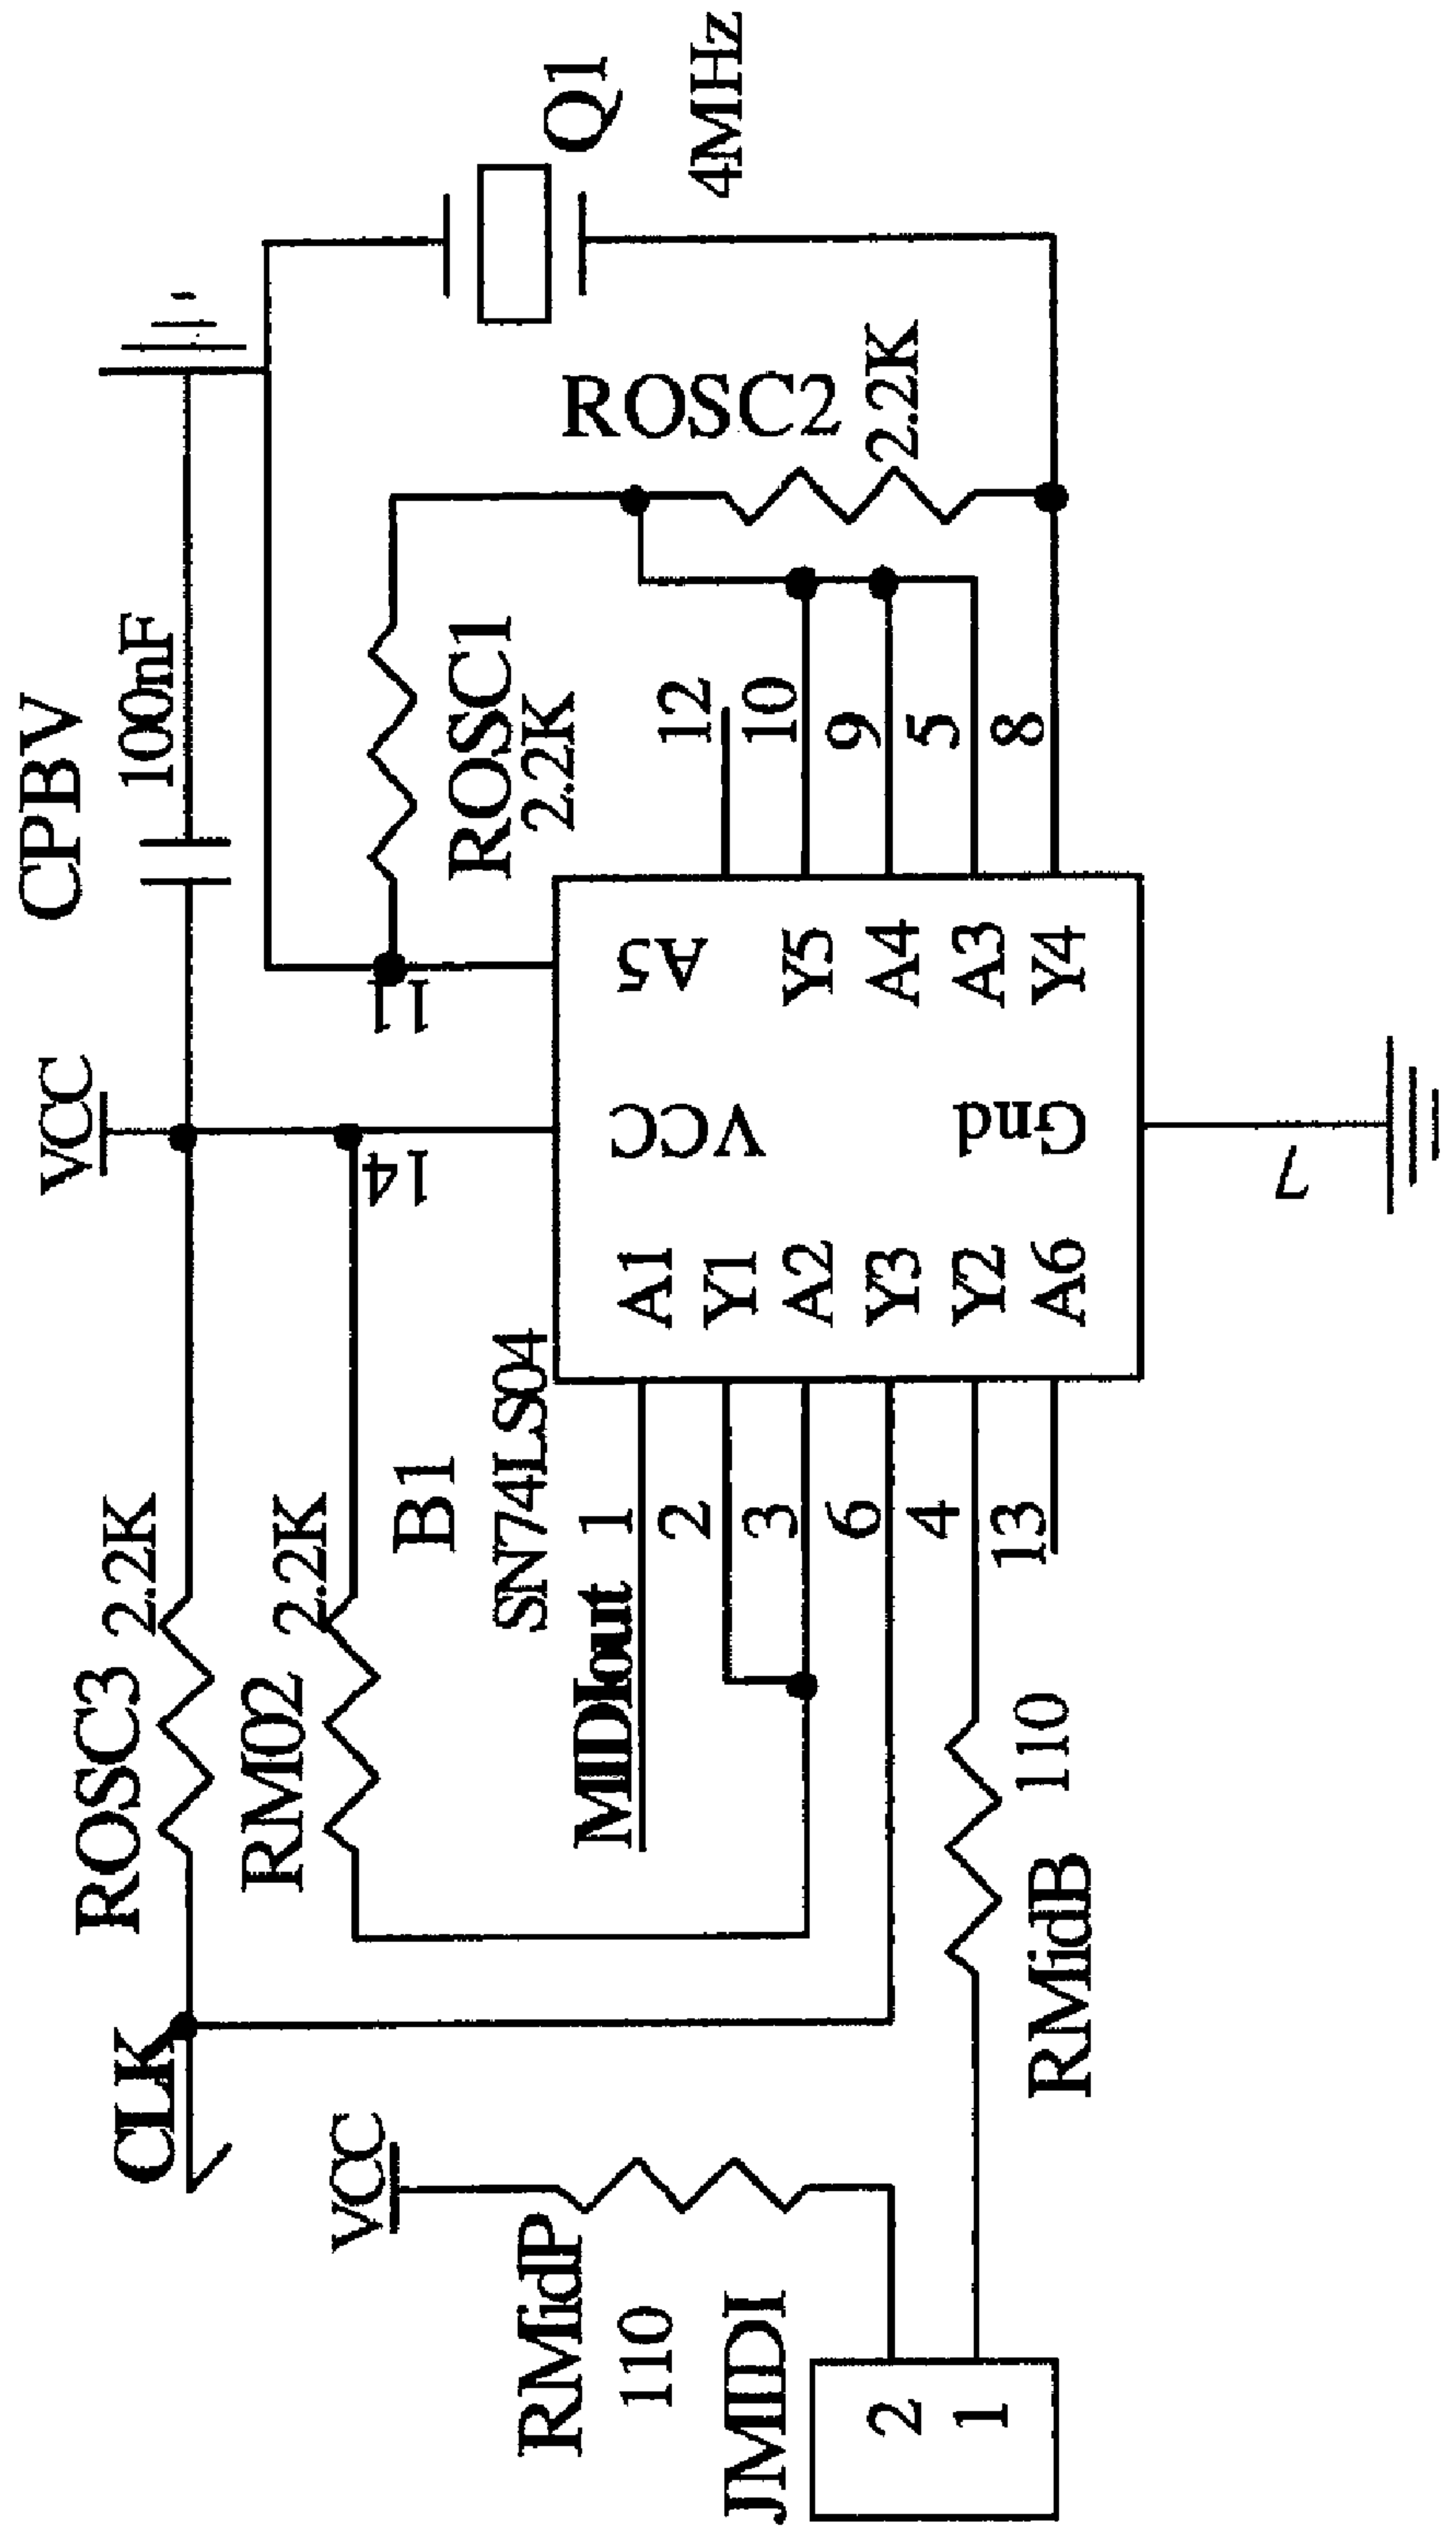 CLK
ROSC3
2.2K
VCC
CPBV
100nF
RM02
2.2K
14
11
VCC
RMidP
110
B1
SN74LS04
ROSC1
2.2K
ROSC2
2.2K
Q1
4MHz
MIDIout
1
A1
A5
12
2
Y1
VCC
3
A2
Y5
10
6
Y3
A4
9
4
Y2
Gnd
A3
5
13
A6
Y4
8
JMIDI
2
1
RMidB
110
7